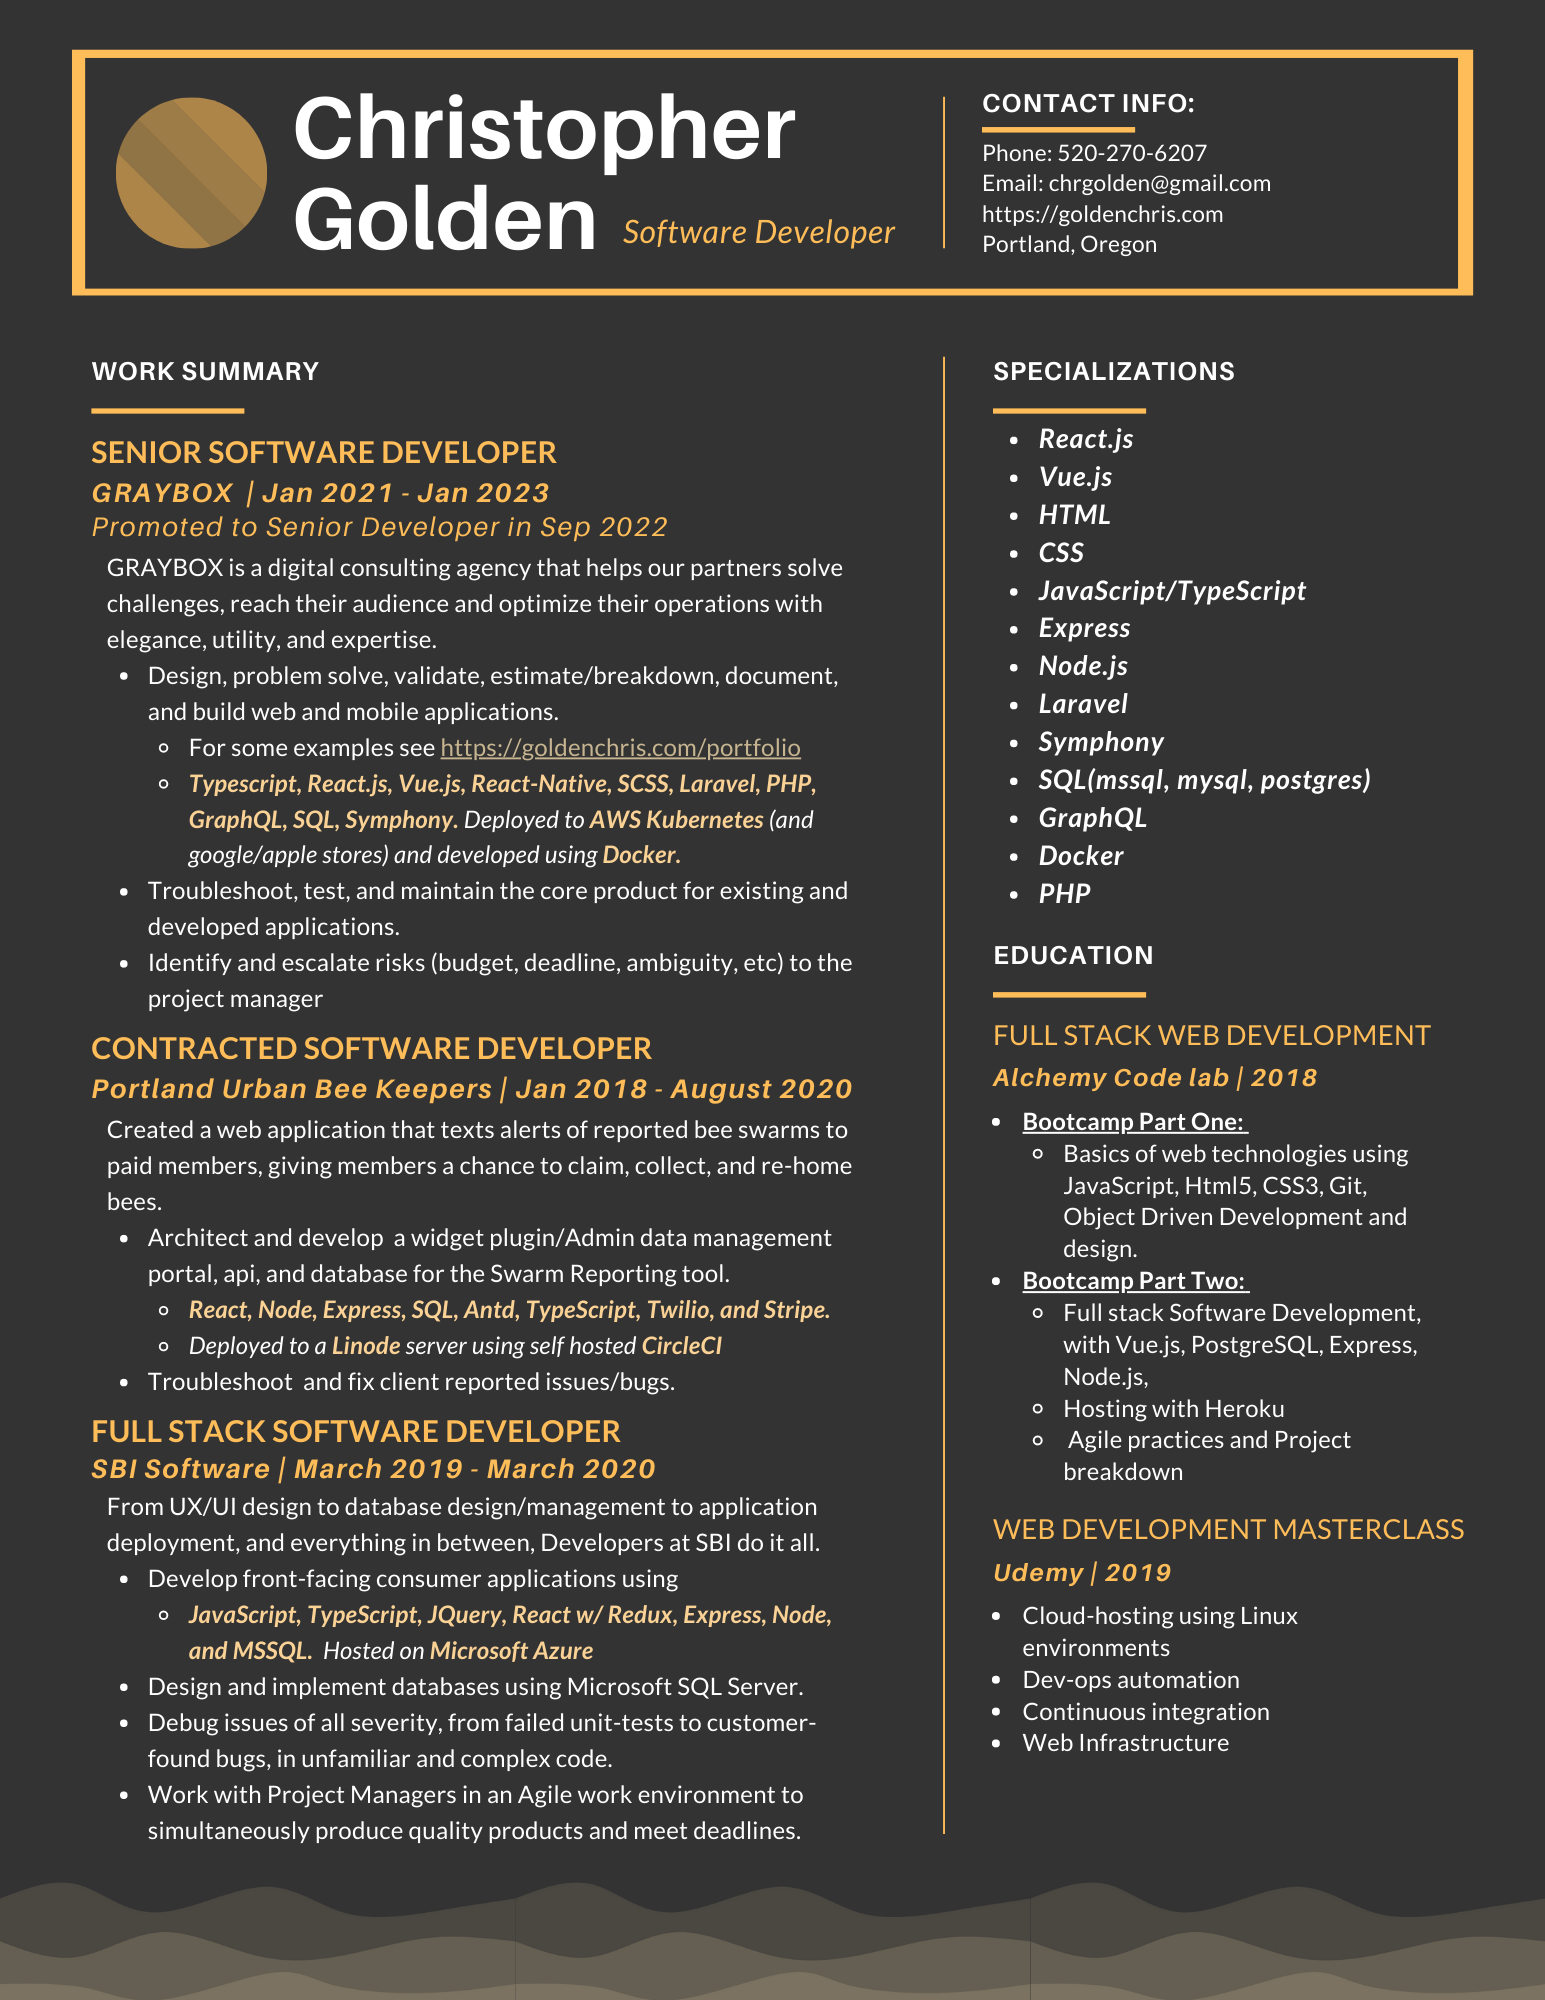 Christopher
Golden Software Developer
CONTACT INFO:
Phone: 520-270-6207
Email: chrgolden@gmail.com
https://goldenchris.com
Portland, Oregon
WORK SUMMARY
SENIOR SOFTWARE DEVELOPER
GRAYBOX | Jan 2021 - Jan 2023
Promoted to Senior Developer in Sep 2022
GRAYBOX is a digital consulting agency that helps our partners solve
challenges, reach their audience and optimize their operations with
elegance, utility, and expertise.
• Design, problem solve, validate, estimate/breakdown, document,
and build web and mobile applications.
◦ For some examples see https://goldenchris.com/portfolio
◦ Typescript, React.js, Vue.js, React-Native, SCSS, Laravel, PHP,
GraphQL, SQL, Symphony. Deployed to AWS Kubernetes (and
google/apple stores) and developed using Docker.
• Troubleshoot, test, and maintain the core product for existing and
developed applications.
• Identify and escalate risks (budget, deadline, ambiguity, etc) to the
project manager
CONTRACTED SOFTWARE DEVELOPER
Portland Urban Bee Keepers | Jan 2018 - August 2020
Created a web application that texts alerts of reported bee swarms to
paid members, giving members a chance to claim, collect, and re-home
bees.
• Architect and develop a widget plugin/Admin data management
portal, api, and database for the Swarm Reporting tool.
◦ React, Node, Express, SQL, Antd, TypeScript, Twilio, and Stripe.
◦ Deployed to a Linode server using self hosted CircleCI
• Troubleshoot and fix client reported issues/bugs.
FULL STACK SOFTWARE DEVELOPER
SBI Software | March 2019 - March 2020
From UX/UI design to database design/management to application
deployment, and everything in between, Developers at SBI do it all.
• Develop front-facing consumer applications using
◦ JavaScript, TypeScript, JQuery, React w/ Redux, Express, Node,
and MSSQL. Hosted on Microsoft Azure
• Design and implement databases using Microsoft SQL Server.
• Debug issues of all severity, from failed unit-tests to customer-
found bugs, in unfamiliar and complex code.
• Work with Project Managers in an Agile work environment to
simultaneously produce quality products and meet deadlines.
SPECIALIZATIONS
• React.js
• Vue.js
• HTML
• CSS
• JavaScript/TypeScript
• Express
• Node.js
• Laravel
• Symphony
• SQL(mssql, mysql, postgres)
• GraphQL
• Docker
• PHP
EDUCATION
FULL STACK WEB DEVELOPMENT
Alchemy Code lab | 2018
• Bootcamp Part One:
◦ Basics of web technologies using
JavaScript, Html5, CSS3, Git,
Object Driven Development and
design.
• Bootcamp Part Two:
◦ Full stack Software Development,
with Vue.js, PostgreSQL, Express,
Node.js,
◦ Hosting with Heroku
◦ Agile practices and Project
breakdown
WEB DEVELOPMENT MASTERCLASS
Udemy | 2019
• Cloud-hosting using Linux
environments
• Dev-ops automation
• Continuous integration
• Web Infrastructure